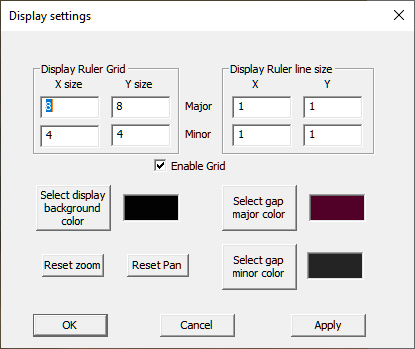 Display settings
Display Ruler Grid
Display Ruler line size
X size
Y size
X
Y
8
8
Major
1
1
4
4
Minor
1
1
Enable Grid
Select display
background
color
Select gap
major color
Reset zoom
Reset Pan
Select gap
minor color
OK
Cancel
Apply